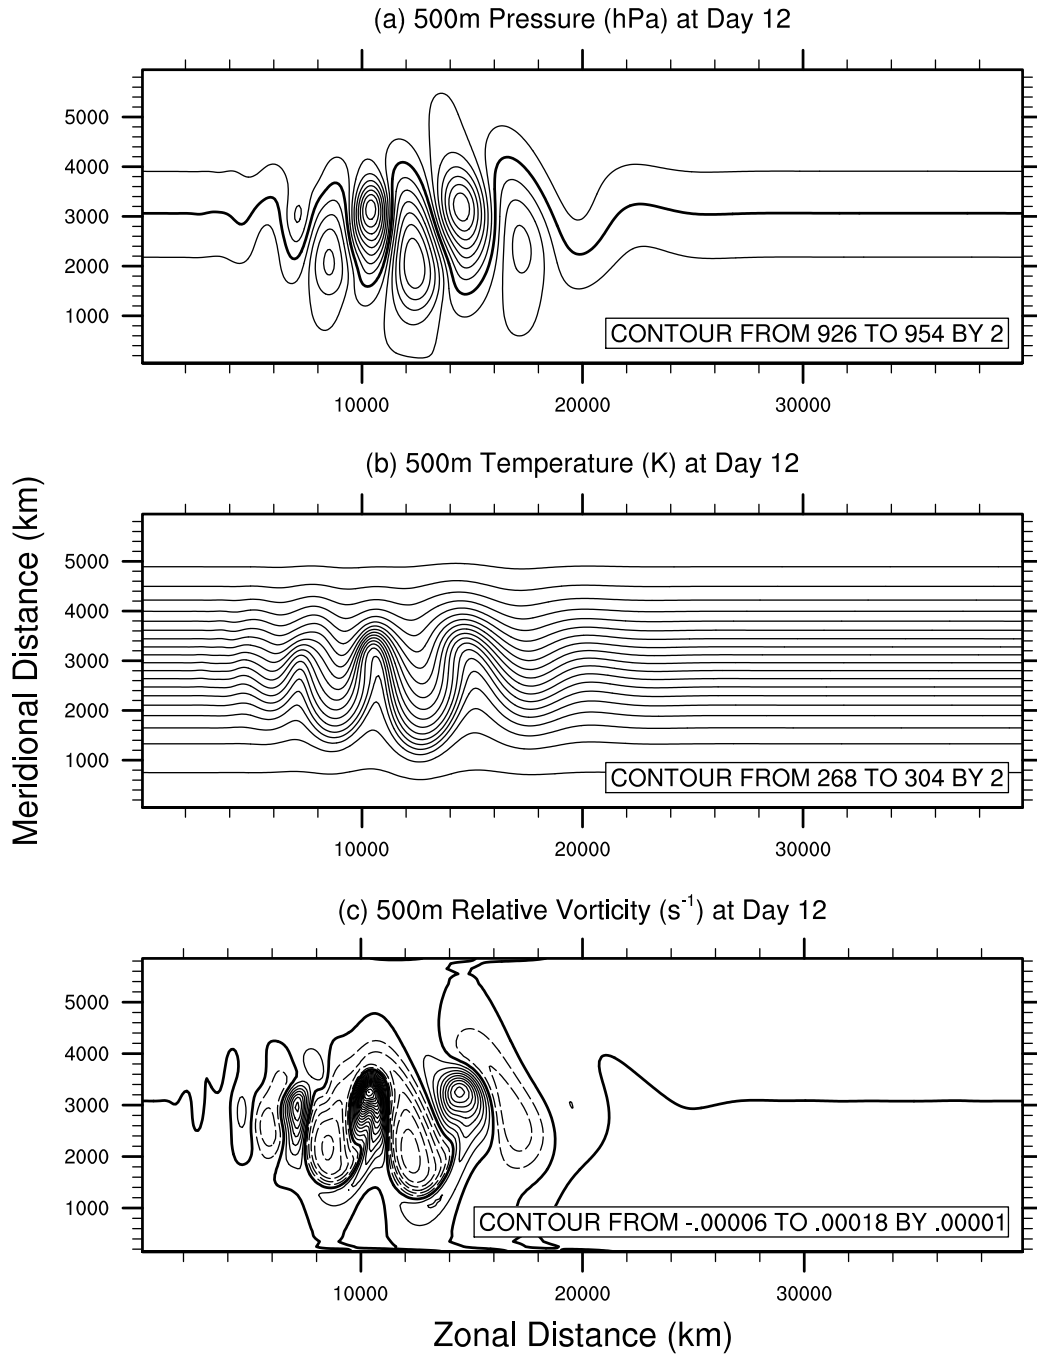 (a) 500m Pressure (hPa) at Day 12
5000
4000
3000
2000
1000
CONTOUR FROM 926 TO 954 BY 2
10000 20000 30000
(b) 500m Temperature (K) at Day 12
Meridional Distance (km)
5000
4000
3000
2000
1000
CONTOUR FROM 268 TO 304 BY 2
10000 20000 30000
(c) 500m Relative Vorticity (s⁻¹) at Day 12
5000
4000
3000
2000
1000
CONTOUR FROM -.00006 TO .00018 BY .00001
10000 20000 30000
Zonal Distance (km)